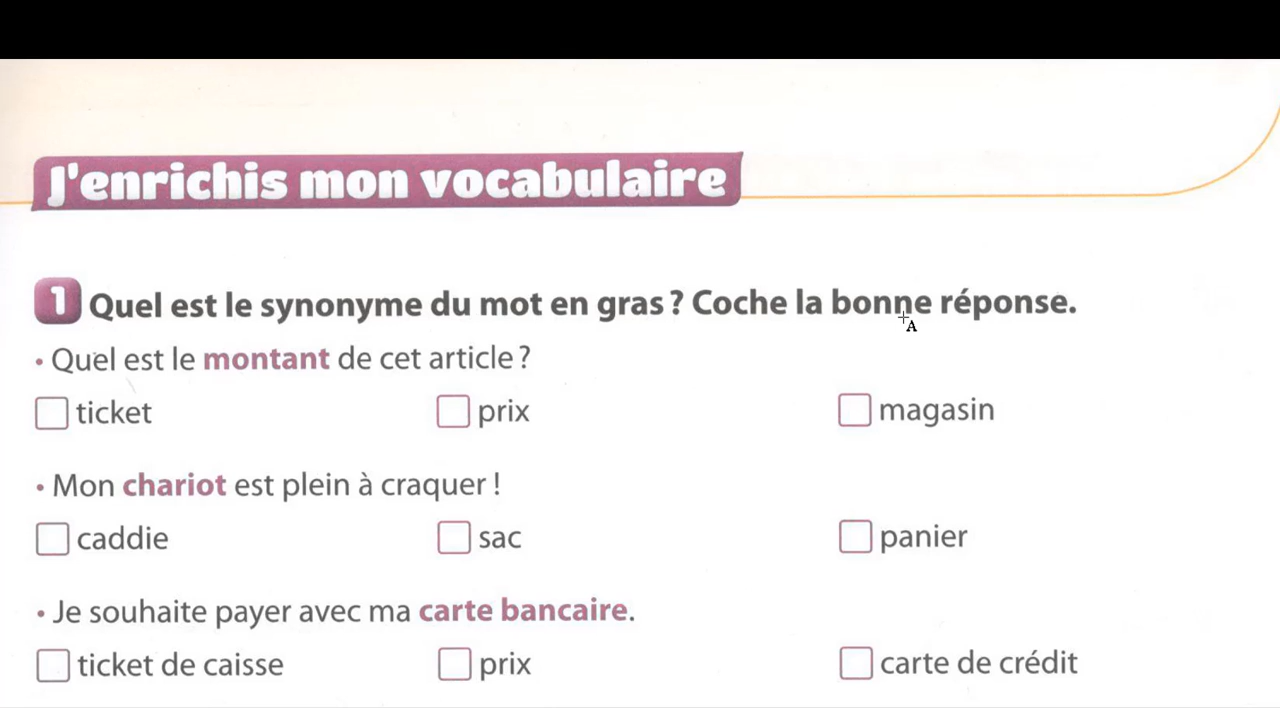 J'enrichis mon vocabulaire
1 Quel est le synonyme du mot en gras ? Coche la bonne réponse.
• Quel est le montant de cet article ?
ticket prix magasin
• Mon chariot est plein à craquer !
caddie sac panier
• Je souhaite payer avec ma carte bancaire.
ticket de caisse prix carte de crédit